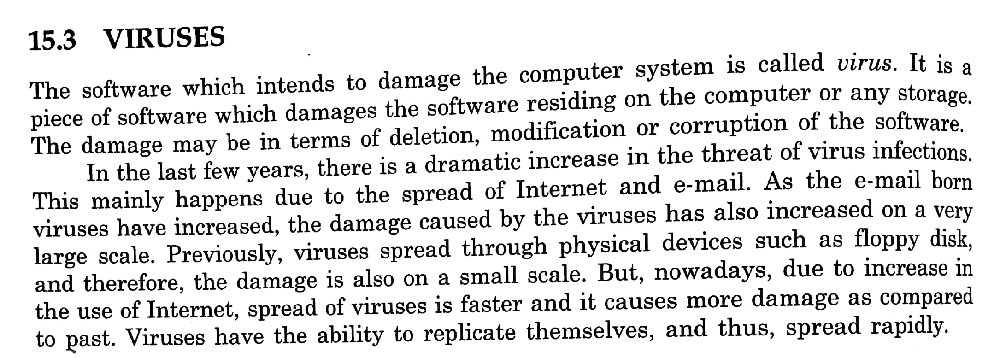 15.3 VIRUSES
The software which intends to damage the computer system is called virus. It is a
piece of software which damages the software residing on the computer or any storage.
The damage may be in terms of deletion, modification or corruption of the software.
In the last few years, there is a dramatic increase in the threat of virus infections.
This mainly happens due to the spread of Internet and e-mail. As the e-mail born
viruses have increased, the damage caused by the viruses has also increased on a very
large scale. Previously, viruses spread through physical devices such as floppy disk,
and therefore, the damage is also on a small scale. But, nowadays, due to increase in
the use of Internet, spread of viruses is faster and it causes more damage as compared
to past. Viruses have the ability to replicate themselves, and thus, spread rapidly.